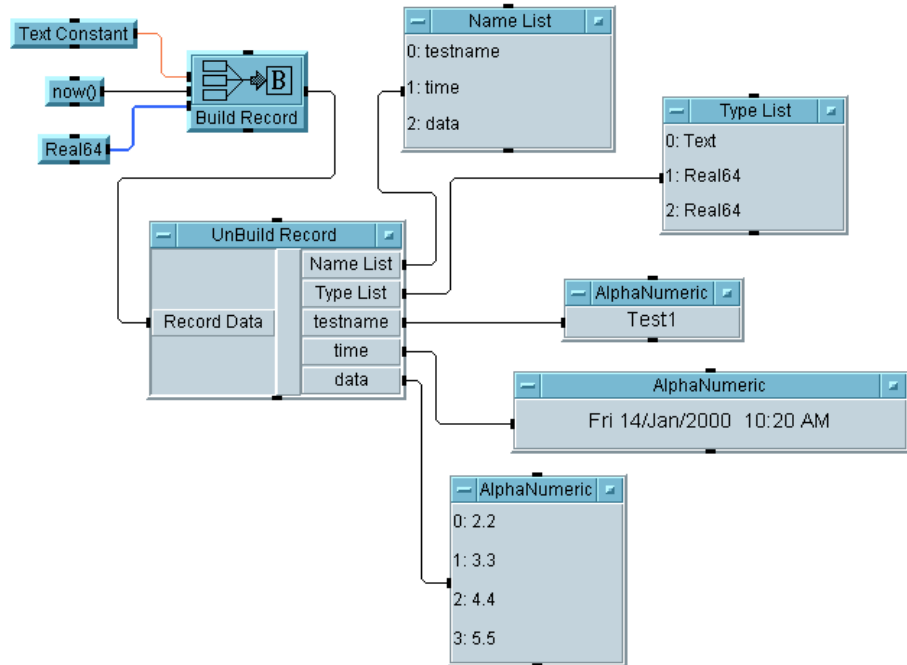 Text Constant
now()
Real64
B
Build Record
Name List
0: testname
1: time
2: data
Type List
0: Text
1: Real64
2: Real64
UnBuild Record
Record Data
Name List
Type List
testname
time
data
AlphaNumeric
Test1
AlphaNumeric
Fri 14/Jan/2000 10:20 AM
AlphaNumeric
0: 2.2
1: 3.3
2: 4.4
3: 5.5